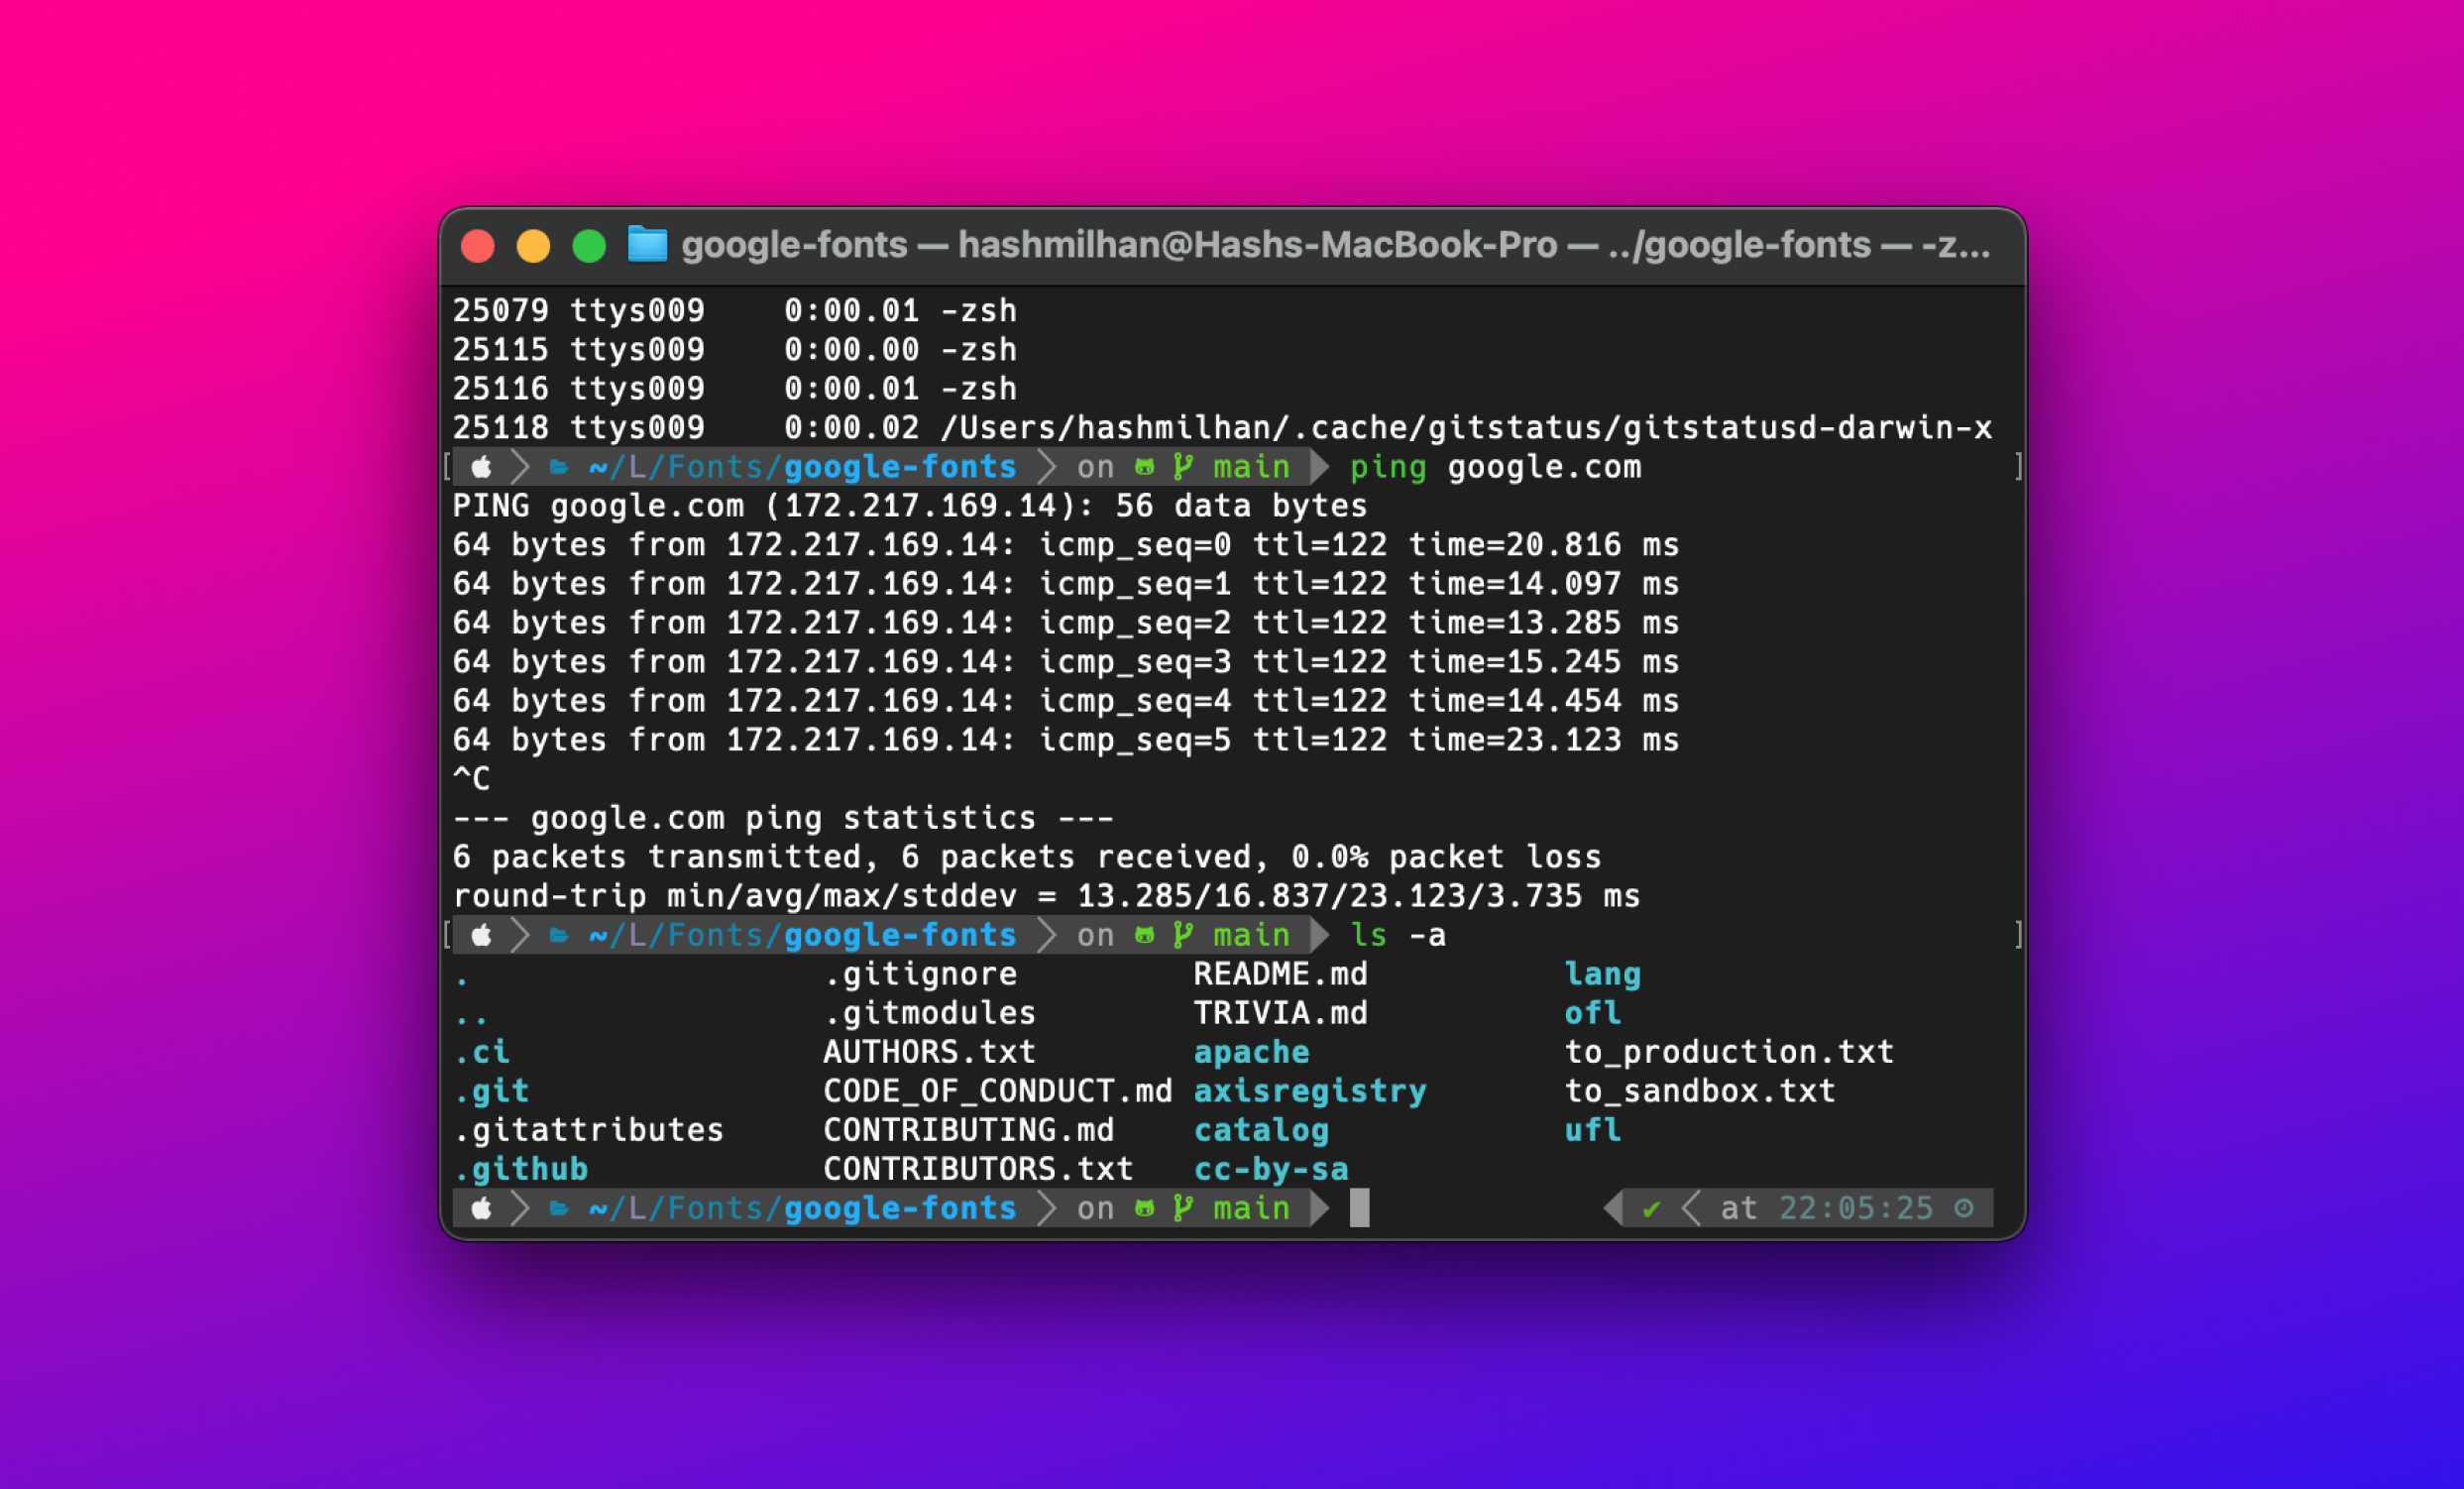 google-fonts — hashmilhan@Hashs-MacBook-Pro — ../google-fonts — -z...
25079 ttys009    0:00.01 -zsh
25115 ttys009    0:00.00 -zsh
25116 ttys009    0:00.01 -zsh
25118 ttys009    0:00.02 /Users/hashmilhan/.cache/gitstatus/gitstatusd-darwin-x
[ ~/L/Fonts/google-fonts on main ping google.com ]
PING google.com (172.217.169.14): 56 data bytes
64 bytes from 172.217.169.14: icmp_seq=0 ttl=122 time=20.816 ms
64 bytes from 172.217.169.14: icmp_seq=1 ttl=122 time=14.097 ms
64 bytes from 172.217.169.14: icmp_seq=2 ttl=122 time=13.285 ms
64 bytes from 172.217.169.14: icmp_seq=3 ttl=122 time=15.245 ms
64 bytes from 172.217.169.14: icmp_seq=4 ttl=122 time=14.454 ms
64 bytes from 172.217.169.14: icmp_seq=5 ttl=122 time=23.123 ms
^C
--- google.com ping statistics ---
6 packets transmitted, 6 packets received, 0.0% packet loss
round-trip min/avg/max/stddev = 13.285/16.837/23.123/3.735 ms
[ ~/L/Fonts/google-fonts on main ls -a ]
.                  .gitignore         README.md          lang
..                 .gitmodules        TRIVIA.md          ofl
.ci                AUTHORS.txt        apache             to_production.txt
.git               CODE_OF_CONDUCT.md axisregistry       to_sandbox.txt
.gitattributes     CONTRIBUTING.md    catalog            ufl
.github            CONTRIBUTORS.txt   cc-by-sa
~/L/Fonts/google-fonts on main ✔ at 22:05:25